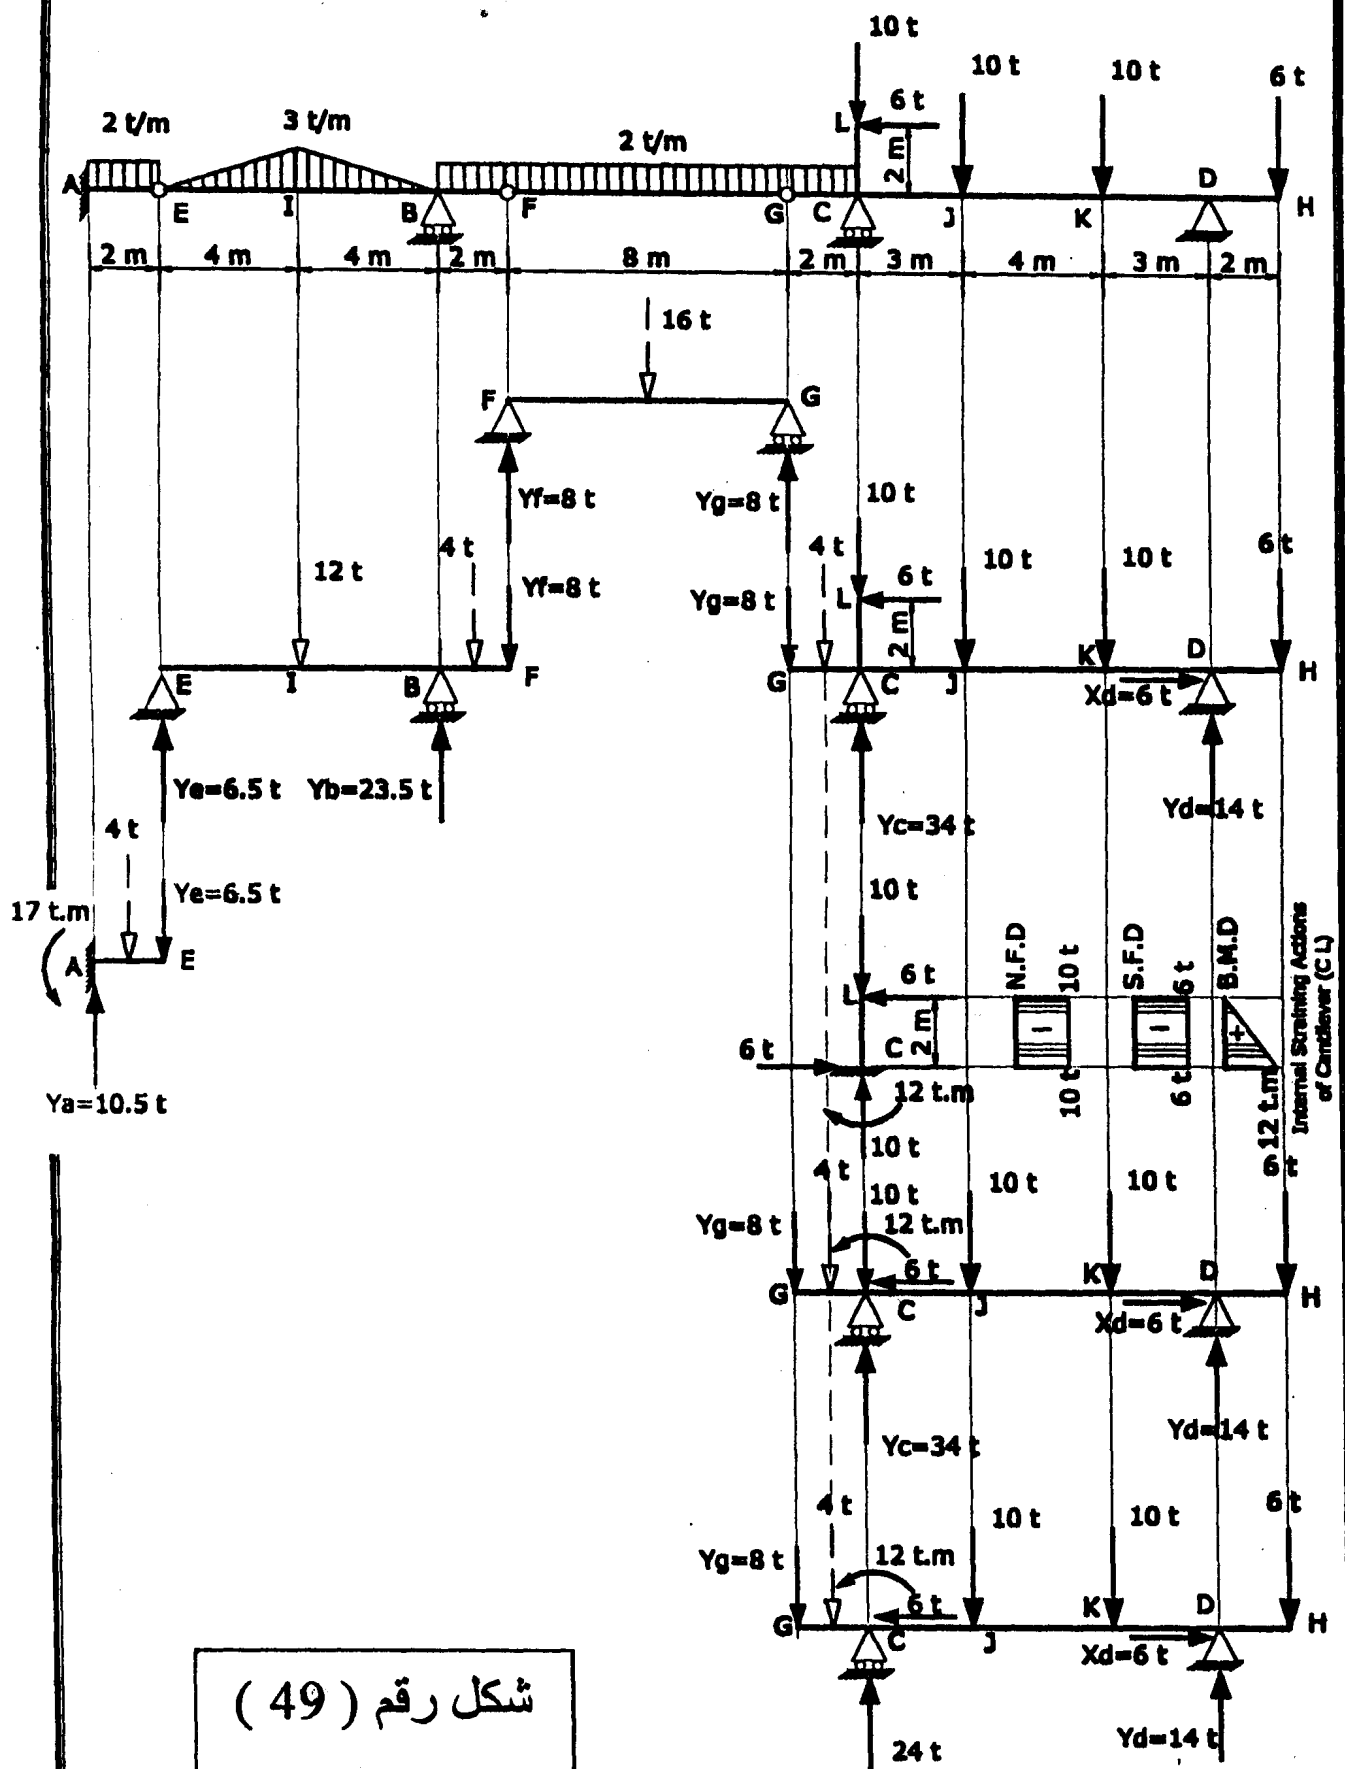 10 t
10 t 10 t 6 t
6 t
2 t/m 3 t/m 2 t/m L 2 m
A E I B F G C J K D H
2 m 4 m 4 m 2 m 8 m 2 m 3 m 4 m 3 m 2 m
16 t
F G
Yf=8 t Yg=8 t 10 t
4 t 4 t 10 t 10 t 6 t
12 t Yf=8 t Yg=8 t L 6 t 2 m
E I B F G C J K D H
Xd=6 t
Ye=6.5 t Yb=23.5 t Yd=14 t
4 t Yc=34 t
17 t.m Ye=6.5 t 10 t
A E
L 6 t 2 m
6 t C
12 t.m
N.F.D 10 t 10 t
S.F.D 6 t 6 t
B.M.D 12 t.m
Internal Straining Actions
of Cantilever (C L)
Ya=10.5 t
10 t
4 t 10 t 10 t 10 t 6 t
Yg=8 t 12 t.m
6 t
G C J K D H
Xd=6 t
Yc=34 t Yd=14 t
4 t 10 t 10 t 6 t
Yg=8 t 12 t.m
6 t
G C J K D H
Xd=6 t
24 t Yd=14 t
شكل رقم ( 49 )